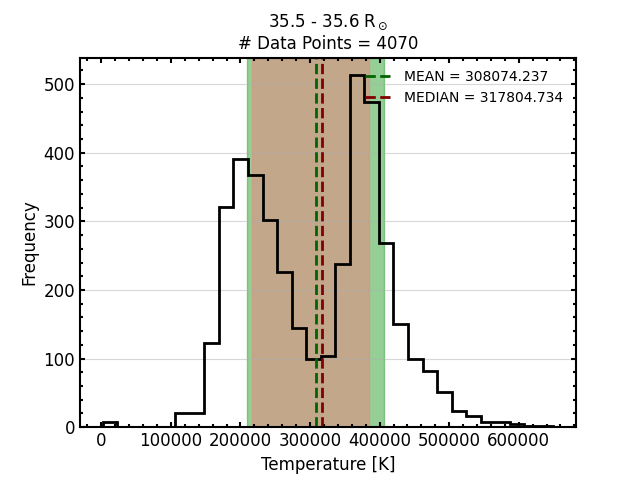 35.5 - 35.6 R⊙
# Data Points = 4070
MEAN = 308074.237
MEDIAN = 317804.734
Frequency
500
400
300
200
100
0
0 100000 200000 300000 400000 500000 600000
Temperature [K]